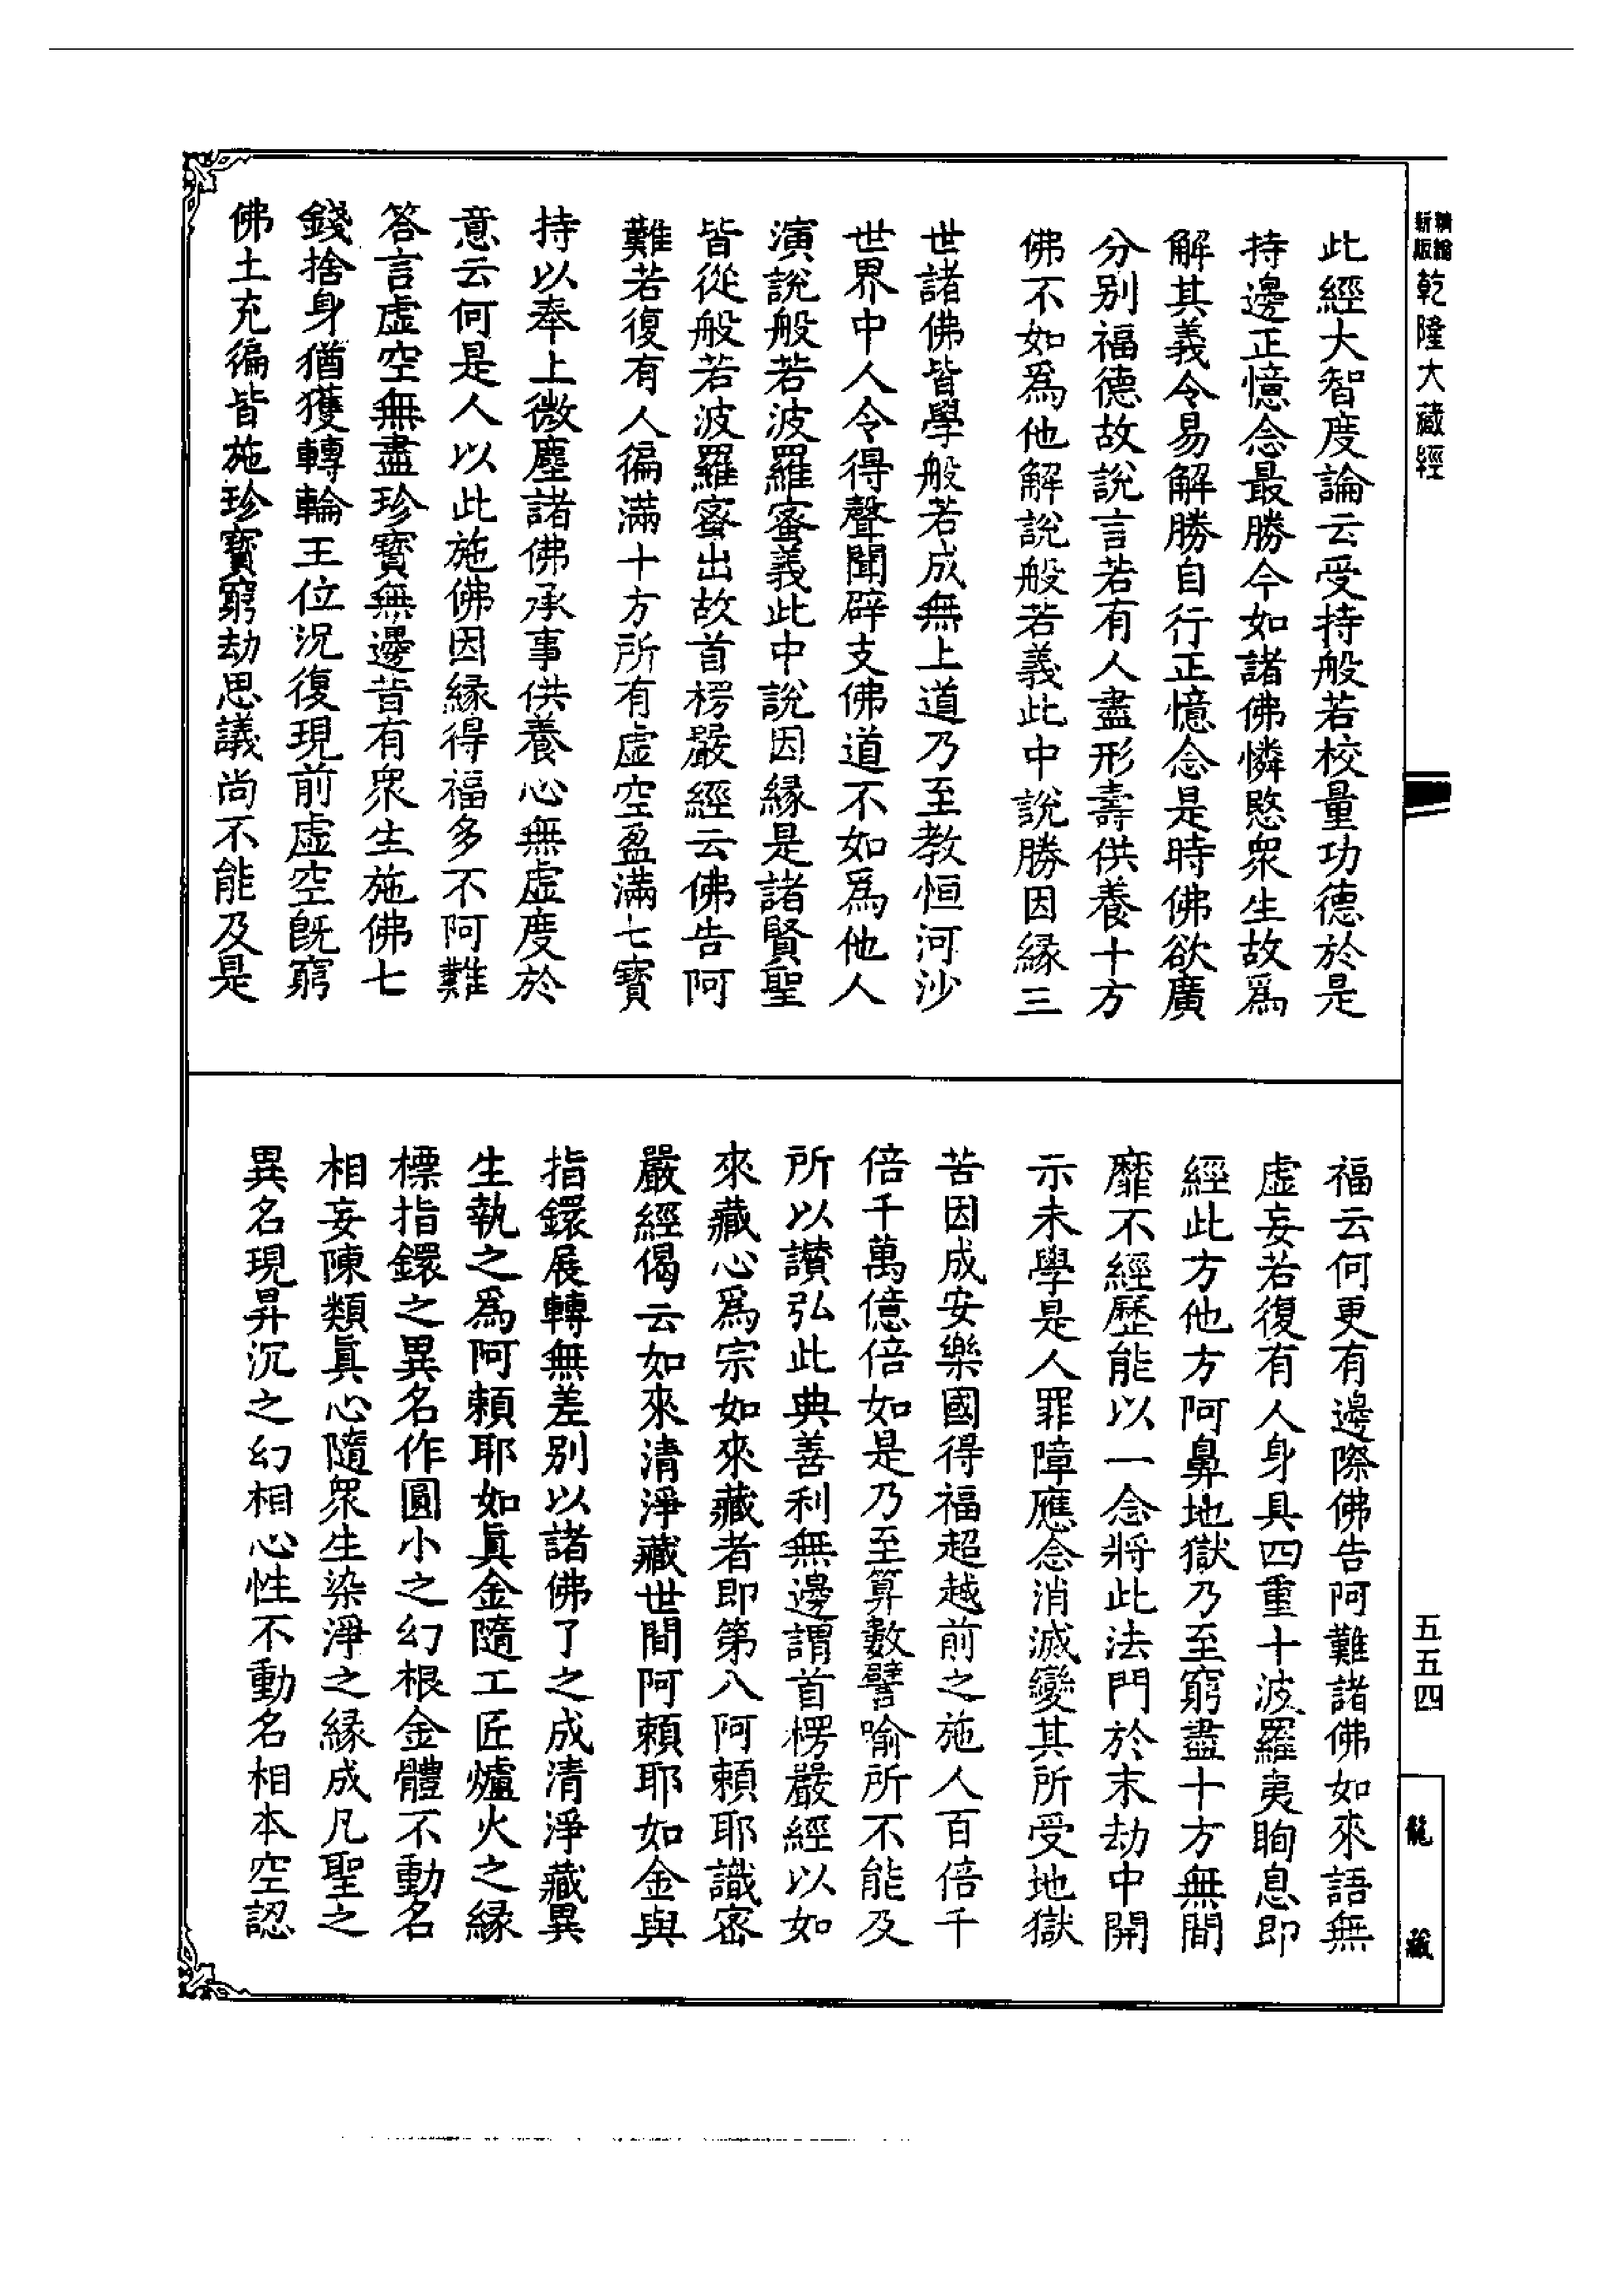 新版精縮乾隆大藏經
此經大智度論云受持般若校量功德於是
持邊正憶念最勝今如諸佛憐愍衆生故爲
解其義令易解勝自行正憶念是時佛欲廣
分别福德故說言若有人盡形壽供養十方
佛不如爲他解說般若義此中說勝因緣三
世諸佛皆學般若成無上道乃至教恒河沙
世界中人令得聲聞辟支佛道不如爲他人
演說般若波羅蜜義此中說因緣是諸賢聖
皆從般若波羅蜜出故首楞嚴經云佛告阿
難若復有人徧滿十方所有虛空盈滿七寶
持以奉上微塵諸佛承事供養心無虛度於
意云何是人以此施佛因緣得福多不阿難
答言虛空無盡珍寶無邊昔有衆生施佛七
錢捨身猶獲轉輪王位況復現前虛空旣窮
佛土充徧皆施珍寶窮劫思議尚不能及是
福云何更有邊際佛告阿難諸佛如來語無
虛妄若復有人身具四重十波羅夷眴息即
經此方他方阿鼻地獄乃至窮盡十方無間
靡不經歷能以一念將此法門於末劫中開
示未學是人罪障應念消滅變其所受地獄
苦因成安樂國得福超越前之施人百倍千
倍千萬億倍如是乃至算數譬喻所不能及
所以讚弘此典善利無邊謂首楞嚴經以如
來藏心爲宗如來藏者即第八阿賴耶識密
嚴經偈云如來清淨藏世間阿賴耶如金與
指鐶展轉無差别以諸佛了之成清淨藏異
生執之爲阿賴耶如眞金隨工匠爐火之緣
標指鐶之異名作圓小之幻根金體不動名
相妄陳類眞心隨衆生染淨之緣成凡聖之
異名現昇沉之幻相心性不動名相本空認
五五四
龍藏